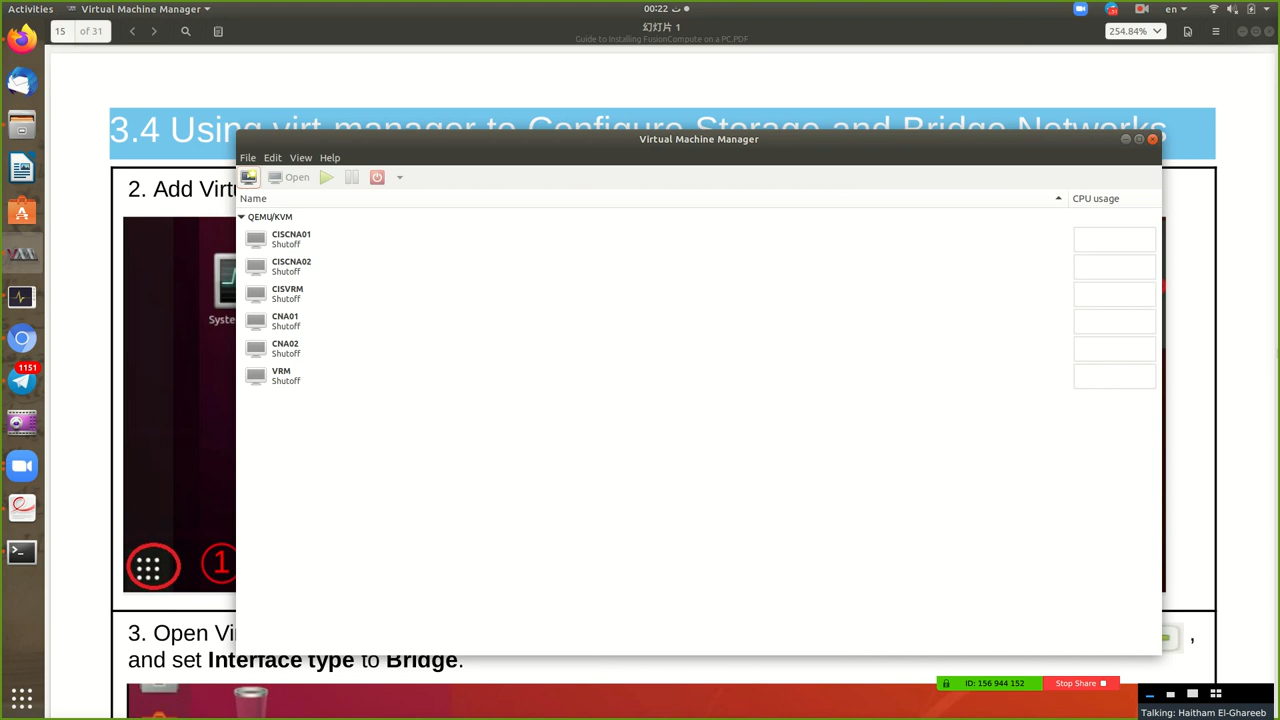 Activities
Virtual Machine Manager
00:22 ت
en
15
of 31
幻灯片 1
Guide to Installing FusionCompute on a PC.PDF
254.84%
3.4 Using virt-manager to Configure Storage and Bridge Networks
Virtual Machine Manager
File Edit View Help
2. Add Virtu
Open
Name
CPU usage
QEMU/KVM
CISCNA01
Shutoff
CISCNA02
Shutoff
CISVRM
Shutoff
CNA01
Shutoff
CNA02
Shutoff
VRM
Shutoff
Syste
1151
1
3. Open Vi
,
and set Interface type to Bridge.
ID: 156 944 152
Stop Share
Talking: Haitham El-Ghareeb